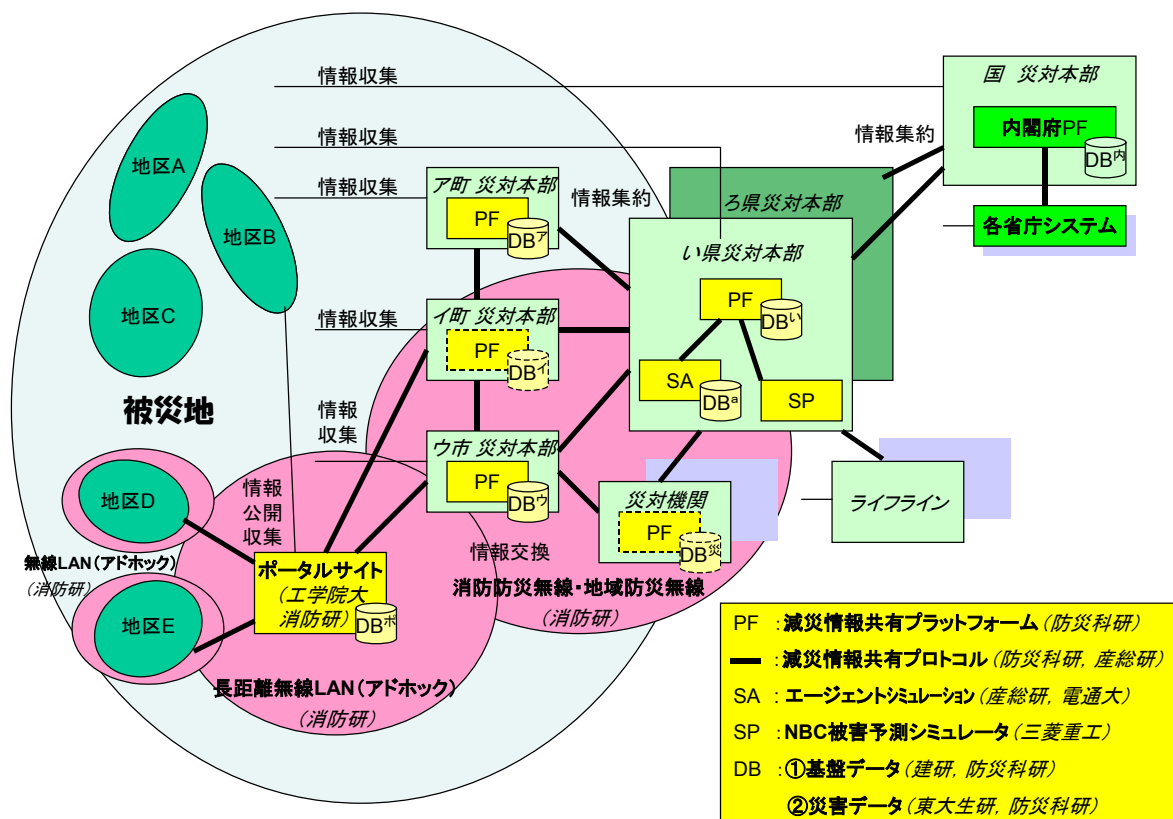 情報収集
国 災対本部
内閣府PF
DB内
各省庁システム
情報収集
情報集約
地区A
情報収集
ア町 災対本部
PF
DBア
情報集約
ろ県災対本部
地区B
い県災対本部
PF
DBい
SA
DBa
SP
地区C
情報収集
イ町 災対本部
PF
DBイ
被災地
情報
収集
ウ市 災対本部
PF
DBウ
災対機関
PF
DB災
ライフライン
地区D
情報
公開
収集
情報交換
無線LAN(アドホック)
(消防研)
ポータルサイト
(工学院大
消防研)
DBポ
消防防災無線・地域防災無線
(消防研)
地区E
長距離無線LAN(アドホック)
(消防研)
PF :減災情報共有プラットフォーム(防災科研)
:減災情報共有プロトコル(防災科研, 産総研)
SA :エージェントシミュレーション(産総研, 電通大)
SP :NBC被害予測シミュレータ(三菱重工)
DB :①基盤データ(建研, 防災科研)
②災害データ(東大生研, 防災科研)